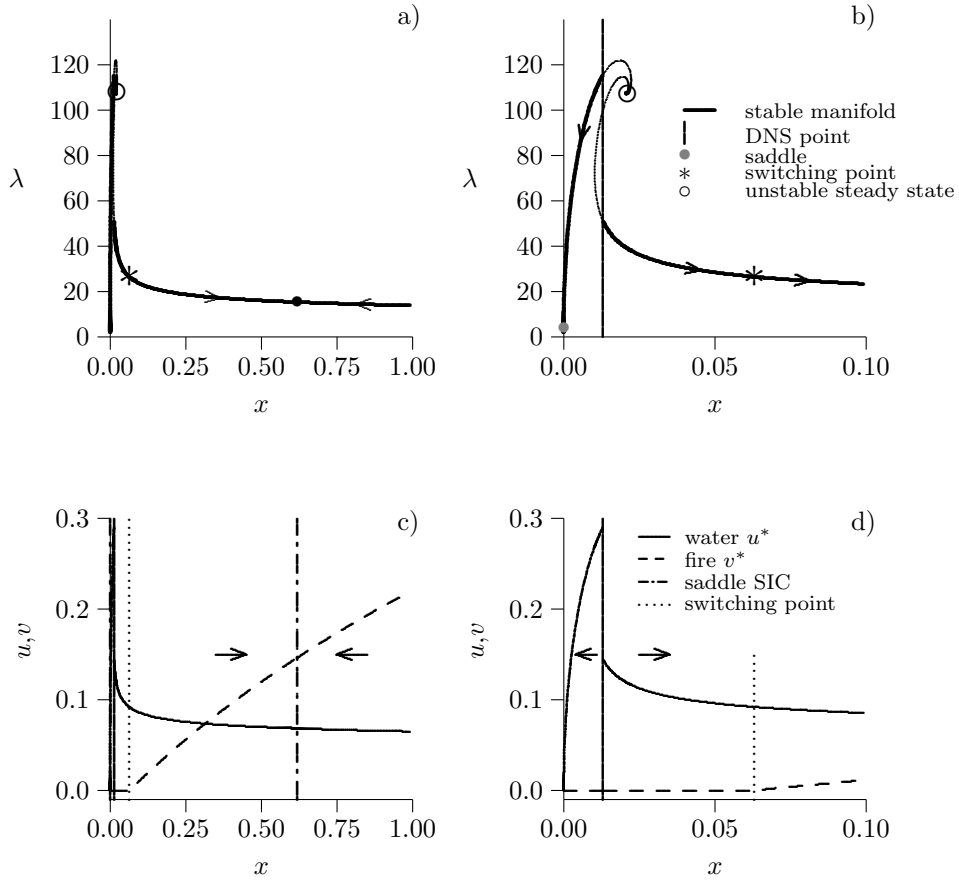 a)
120
100
80
60
40
20
0
λ
0.00 0.25 0.50 0.75 1.00
x
b)
120
100
80
60
40
20
0
λ
stable manifold
DNS point
saddle
switching point
unstable steady state
0.00 0.05 0.10
x
c)
0.3
0.2
0.1
0.0
u,v
0.00 0.25 0.50 0.75 1.00
x
d)
0.3
0.2
0.1
0.0
u,v
water u*
fire v*
saddle SIC
switching point
0.00 0.05 0.10
x